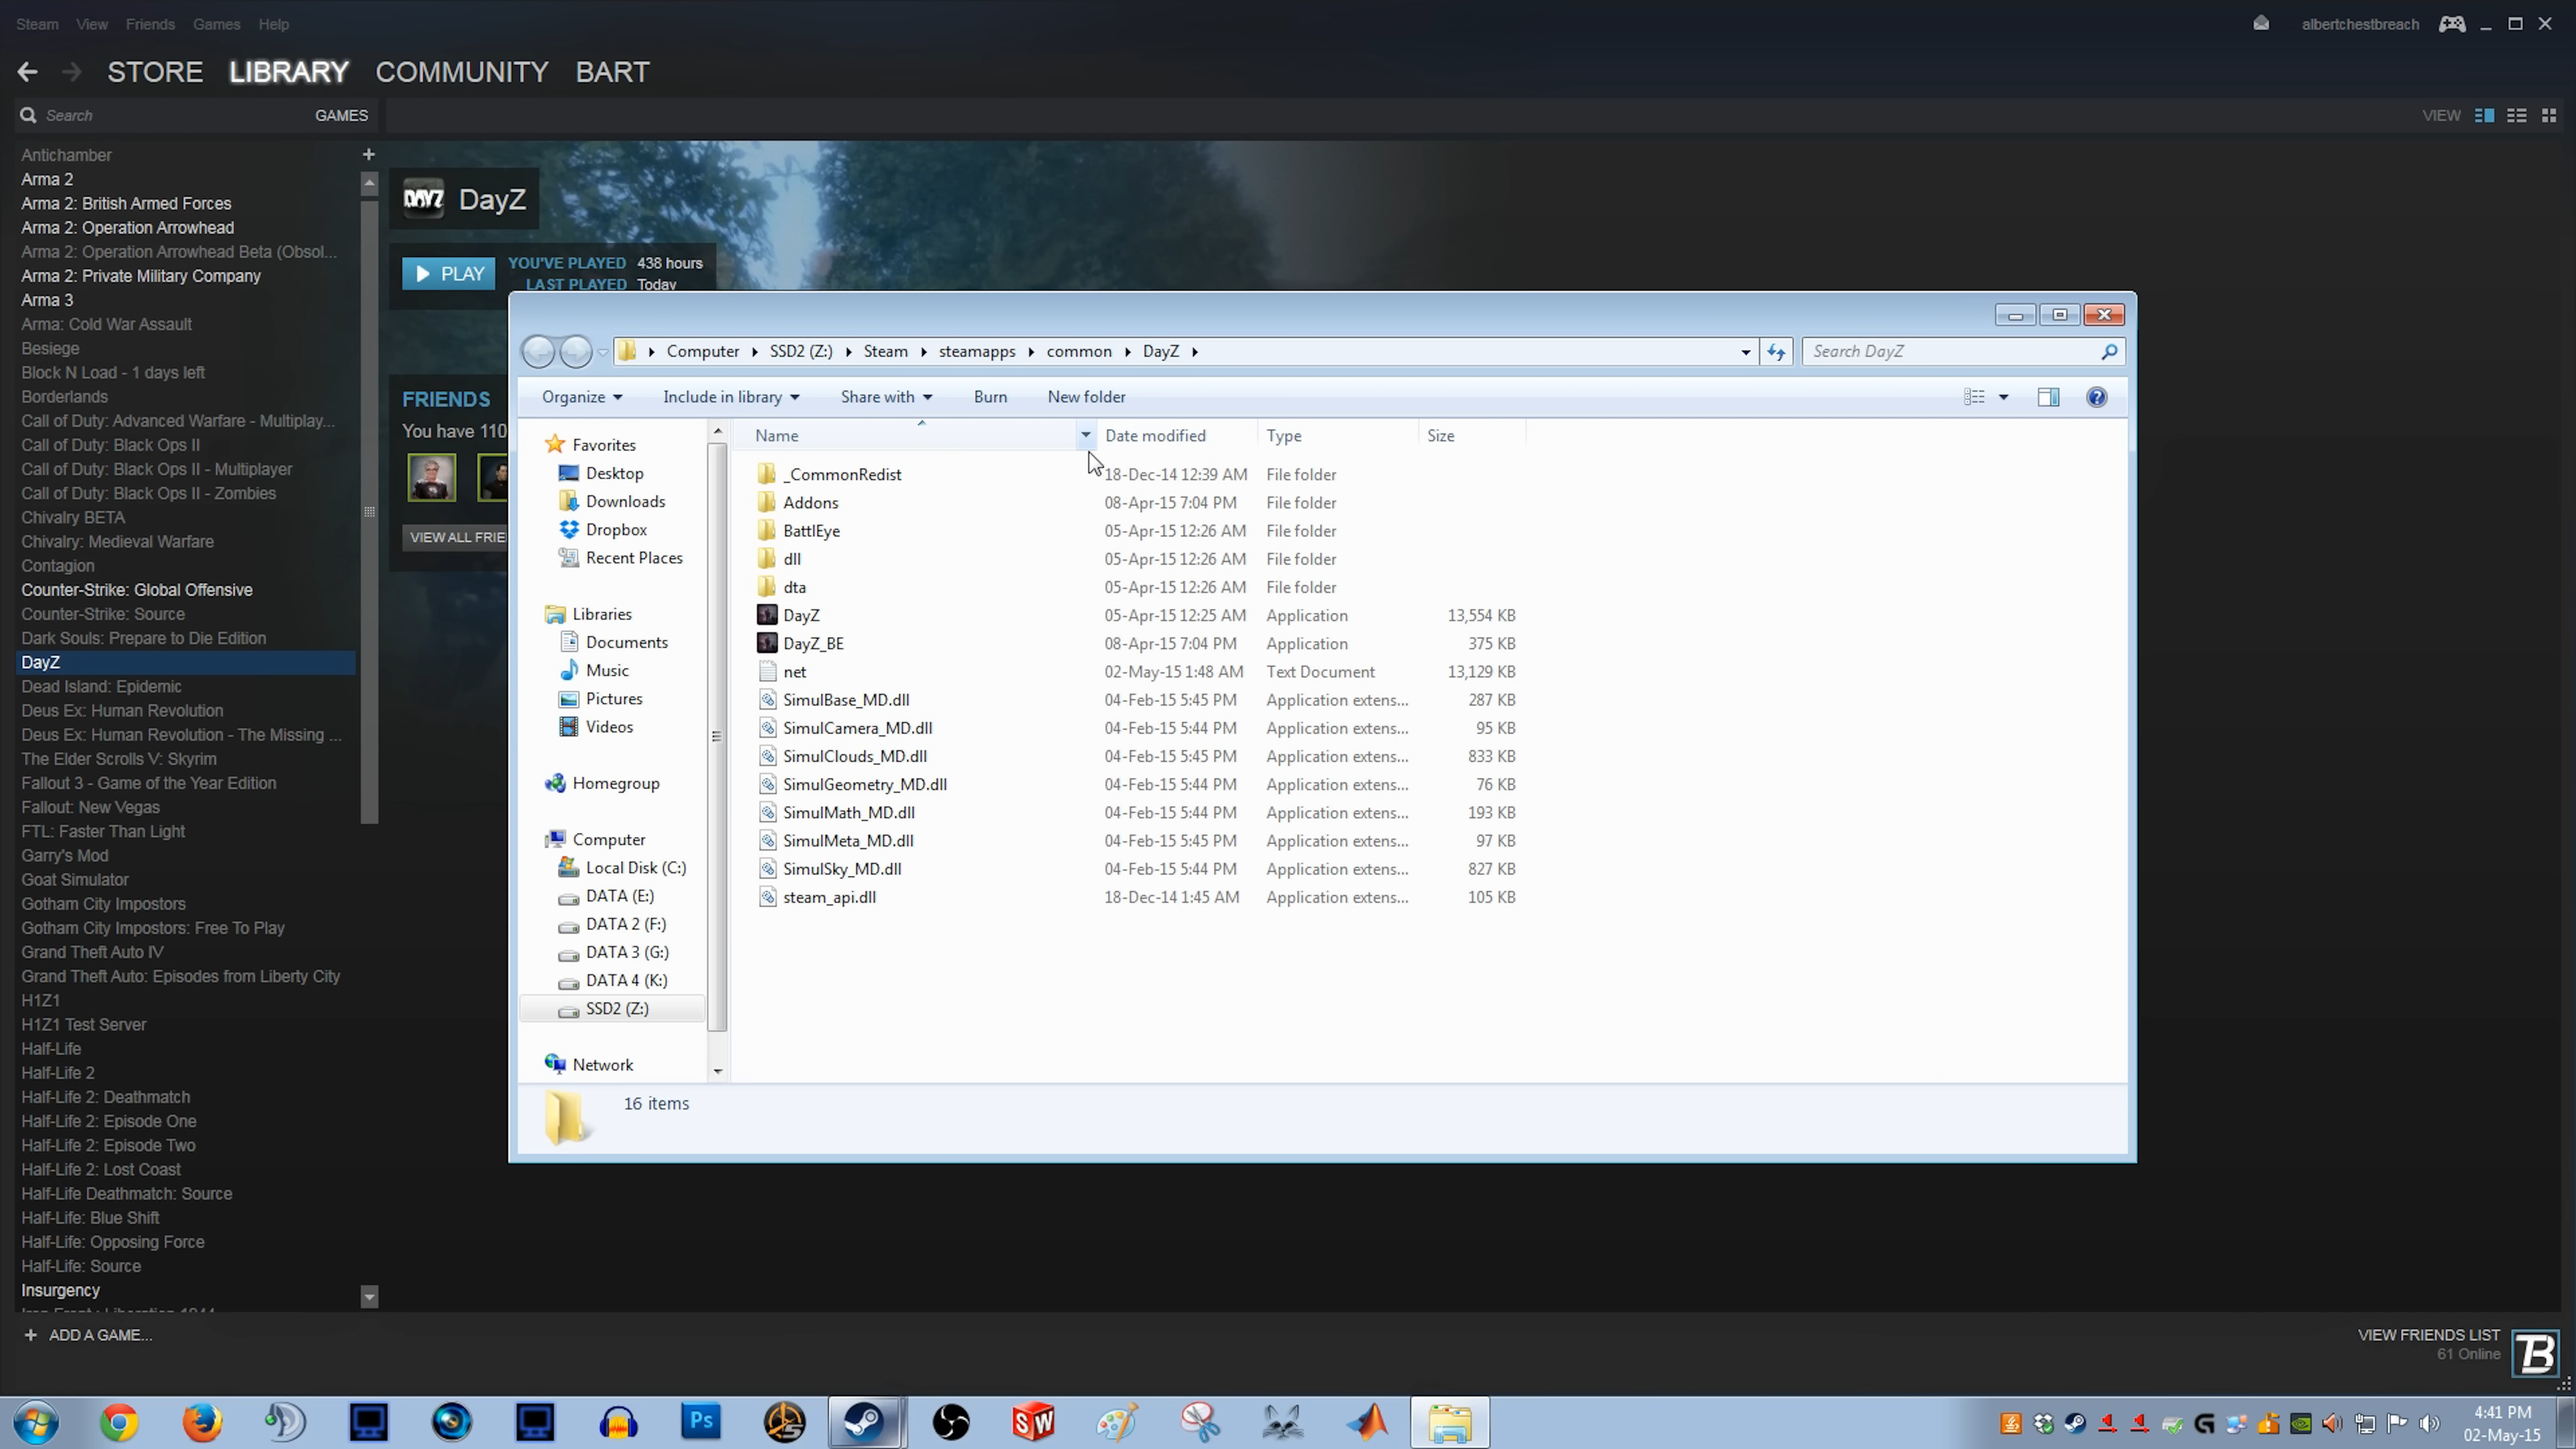 Steam View Friends Games Help
albertchestbreach
STORE LIBRARY COMMUNITY BART
Search GAMES
VIEW
Antichamber
Arma 2
Arma 2: British Armed Forces
Arma 2: Operation Arrowhead
Arma 2: Operation Arrowhead Beta (Obsol...
Arma 2: Private Military Company
Arma 3
Arma: Cold War Assault
Besiege
Block N Load - 1 days left
Borderlands
Call of Duty: Advanced Warfare - Multiplay...
Call of Duty: Black Ops II
Call of Duty: Black Ops II - Multiplayer
Call of Duty: Black Ops II - Zombies
Chivalry BETA
Chivalry: Medieval Warfare
Contagion
Counter-Strike: Global Offensive
Counter-Strike: Source
Dark Souls: Prepare to Die Edition
DayZ
Dead Island: Epidemic
Deus Ex: Human Revolution
Deus Ex: Human Revolution - The Missing ...
The Elder Scrolls V: Skyrim
Fallout 3 - Game of the Year Edition
Fallout: New Vegas
FTL: Faster Than Light
Garry's Mod
Goat Simulator
Gotham City Impostors
Gotham City Impostors: Free To Play
Grand Theft Auto IV
Grand Theft Auto: Episodes from Liberty City
H1Z1
H1Z1 Test Server
Half-Life
Half-Life 2
Half-Life 2: Deathmatch
Half-Life 2: Episode One
Half-Life 2: Episode Two
Half-Life 2: Lost Coast
Half-Life Deathmatch: Source
Half-Life: Blue Shift
Half-Life: Opposing Force
Half-Life: Source
Insurgency
+ ADD A GAME...
DAYZ DayZ
PLAY
YOU'VE PLAYED 438 hours
LAST PLAYED Today
FRIENDS
You have 110
VIEW ALL FRIE
Computer SSD2 (Z:) Steam steamapps common DayZ
Search DayZ
Organize Include in library Share with Burn New folder
Favorites
Desktop
Downloads
Dropbox
Recent Places
Libraries
Documents
Music
Pictures
Videos
Homegroup
Computer
Local Disk (C:)
DATA (E:)
DATA 2 (F:)
DATA 3 (G:)
DATA 4 (K:)
SSD2 (Z:)
Network
Name Date modified Type Size
_CommonRedist 18-Dec-14 12:39 AM File folder
Addons 08-Apr-15 7:04 PM File folder
BattlEye 05-Apr-15 12:26 AM File folder
dll 05-Apr-15 12:26 AM File folder
dta 05-Apr-15 12:26 AM File folder
DayZ 05-Apr-15 12:25 AM Application 13,554 KB
DayZ_BE 08-Apr-15 7:04 PM Application 375 KB
net 02-May-15 1:48 AM Text Document 13,129 KB
SimulBase_MD.dll 04-Feb-15 5:45 PM Application extens... 287 KB
SimulCamera_MD.dll 04-Feb-15 5:44 PM Application extens... 95 KB
SimulClouds_MD.dll 04-Feb-15 5:45 PM Application extens... 833 KB
SimulGeometry_MD.dll 04-Feb-15 5:44 PM Application extens... 76 KB
SimulMath_MD.dll 04-Feb-15 5:44 PM Application extens... 193 KB
SimulMeta_MD.dll 04-Feb-15 5:45 PM Application extens... 97 KB
SimulSky_MD.dll 04-Feb-15 5:44 PM Application extens... 827 KB
steam_api.dll 18-Dec-14 1:45 AM Application extens... 105 KB
16 items
VIEW FRIENDS LIST
61 Online
TB
Ps
SW
4:41 PM
02-May-15